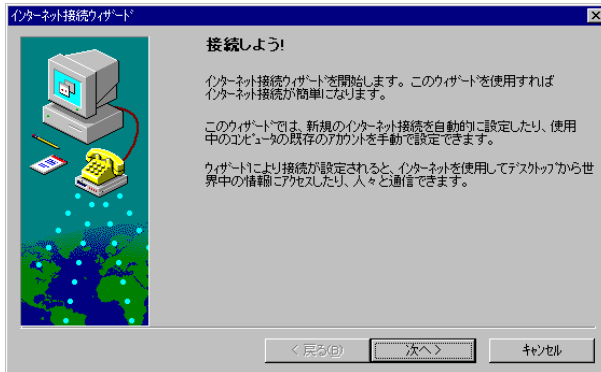 インターネット接続ウィザード
接続しよう!
インターネット接続ウィザードを開始します。このウィザードを使用すれば
インターネット接続が簡単になります。
このウィザードでは、新規のインターネット接続を自動的に設定したり、使用
中のコンピュータの既存のアカウントを手動で設定できます。
ウィザードにより接続が設定されると、インターネットを使用してデスクトップから世
界中の情報にアクセスしたり、人々と通信できます。
< 戻る(B) 次へ > キャンセル